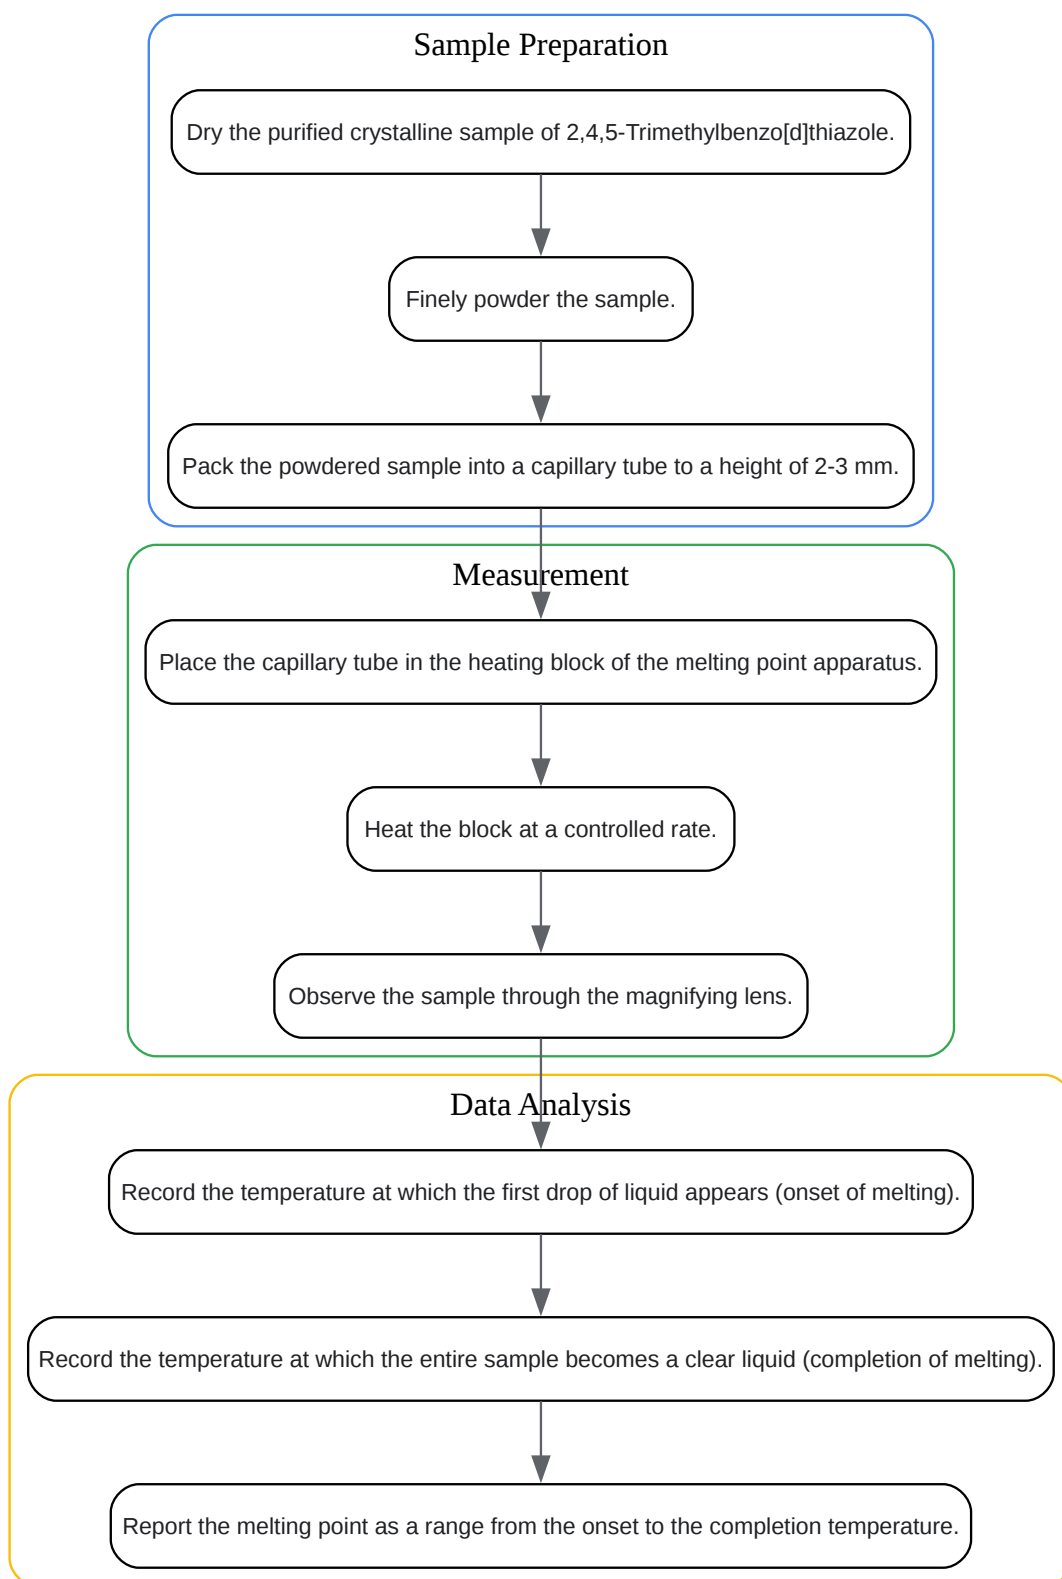 Sample Preparation
Dry the purified crystalline sample of 2,4,5-Trimethylbenzo[d]thiazole.
Finely powder the sample.
Pack the powdered sample into a capillary tube to a height of 2-3 mm.
Measurement
Place the capillary tube in the heating block of the melting point apparatus.
Heat the block at a controlled rate.
Observe the sample through the magnifying lens.
Data Analysis
Record the temperature at which the first drop of liquid appears (onset of melting).
Record the temperature at which the entire sample becomes a clear liquid (completion of melting).
Report the melting point as a range from the onset to the completion temperature.